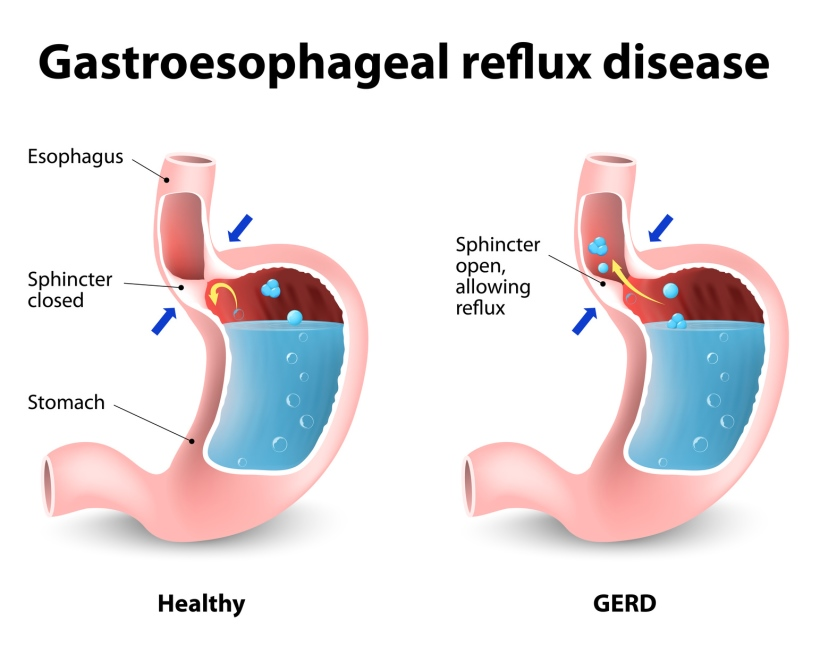 Gastroesophageal reflux disease
Esophagus
Sphincter
closed
Stomach
Healthy
Sphincter
open,
allowing
reflux
GERD